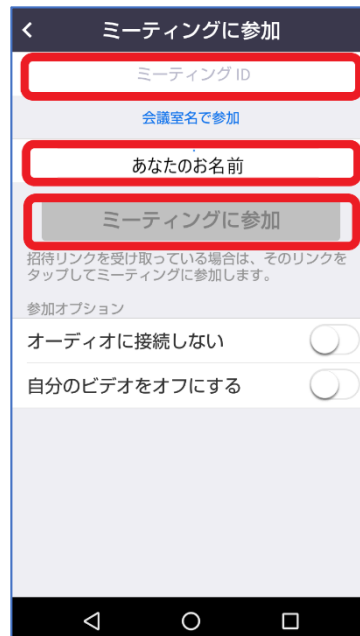 ミーティングに参加
ミーティング ID
会議室名で参加
あなたのお名前
ミーティングに参加
招待リンクを受け取っている場合は、そのリンクを
タップしてミーティングに参加します。
参加オプション
オーディオに接続しない
自分のビデオをオフにする